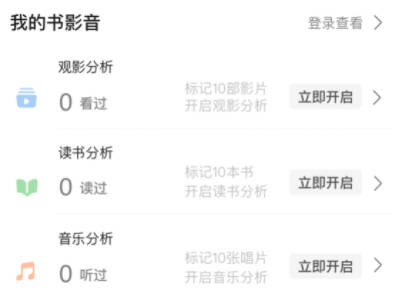 我的书影音 登录查看
观影分析
0 看过 标记10部影片 立即开启
开启观影分析
读书分析
0 读过 标记10本书 立即开启
开启读书分析
音乐分析
0 听过 标记10张唱片 立即开启
开启音乐分析